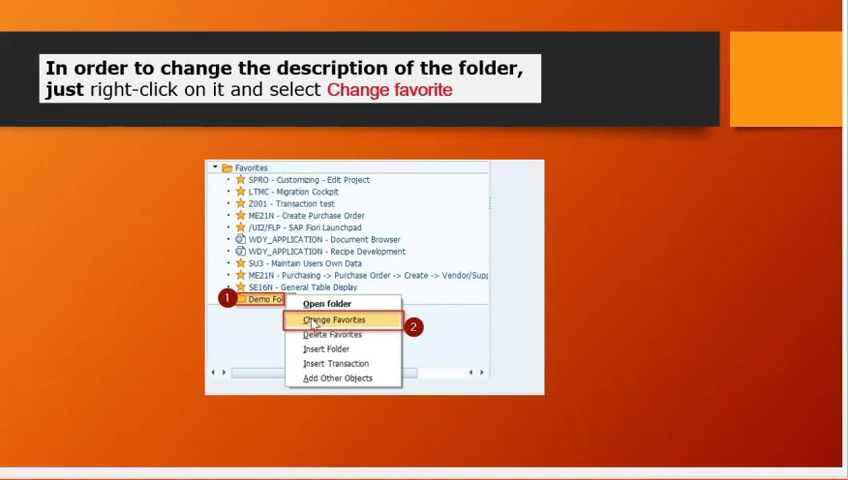 In order to change the description of the folder,
just right-click on it and select Change favorite
Favorites
SPRO - Customizing - Edit Project
LTMC - Migration Cockpit
Z001 - Transaction test
ME21N - Create Purchase Order
/UI2/FLP - SAP Fiori Launchpad
WDY_APPLICATION - Document Browser
WDY_APPLICATION - Recipe Development
SU3 - Maintain Users Own Data
ME21N - Purchasing -> Purchase Order -> Create -> Vendor/Supp
SE16N - General Table Display
1 Demo Fol
Open folder
Change Favorites 2
Delete Favorites
Insert Folder
Insert Transaction
Add Other Objects